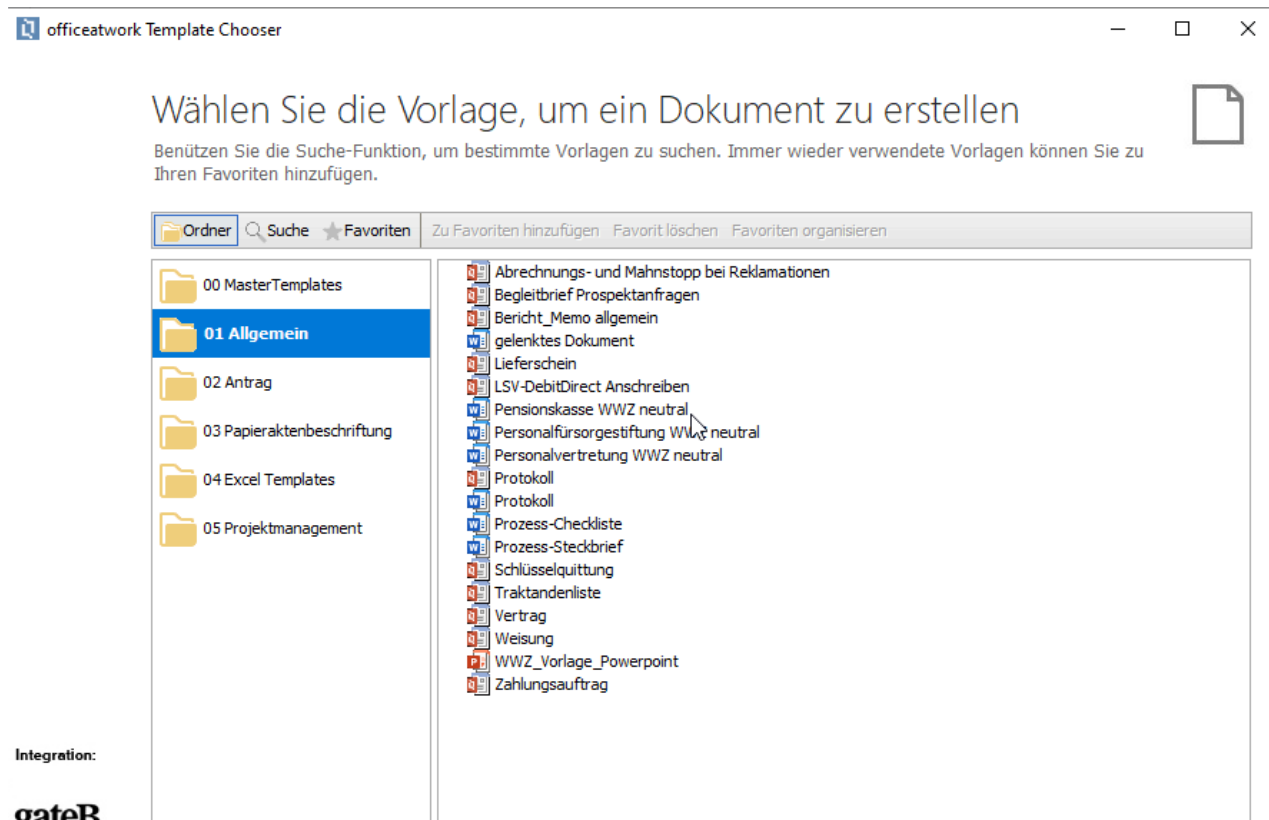 officeatwork Template Chooser
Wählen Sie die Vorlage, um ein Dokument zu erstellen
Benützen Sie die Suche-Funktion, um bestimmte Vorlagen zu suchen. Immer wieder verwendete Vorlagen können Sie zu
Ihren Favoriten hinzufügen.
Ordner Suche Favoriten Zu Favoriten hinzufügen Favorit löschen Favoriten organisieren
00 MasterTemplates
01 Allgemein
02 Antrag
03 Papieraktenbeschriftung
04 Excel Templates
05 Projektmanagement
Abrechnungs- und Mahnstopp bei Reklamationen
Begleitbrief Prospektanfragen
Bericht_Memo allgemein
gelenktes Dokument
Lieferschein
LSV-DebitDirect Anschreiben
Pensionskasse WWZ neutral
Personalfürsorgestiftung WWZ neutral
Personalvertretung WWZ neutral
Protokoll
Protokoll
Prozess-Checkliste
Prozess-Steckbrief
Schlüsselquittung
Traktandenliste
Vertrag
Weisung
WWZ_Vorlage_Powerpoint
Zahlungsauftrag
Integration:
gateB